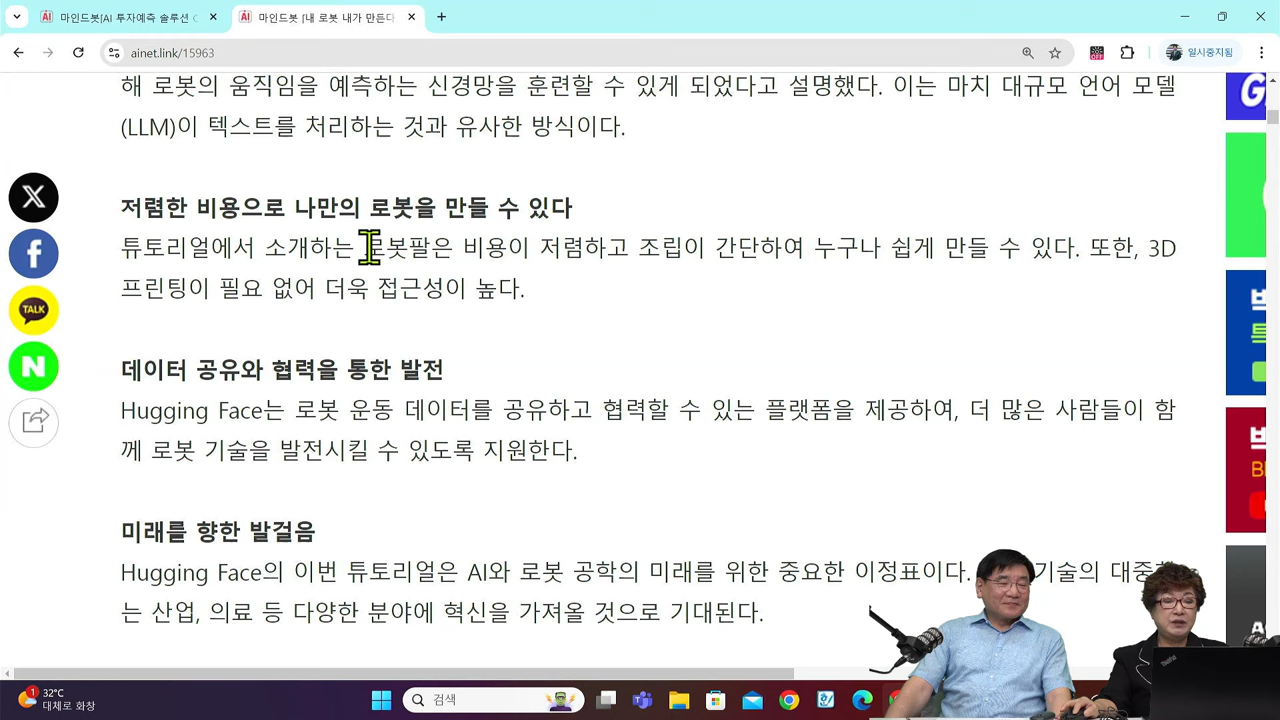 마인드봇[AI 투자예측 솔루션
마인드봇 [내 로봇 내가 만든다
ainet.link/15963
OFF
일시중지됨
해 로봇의 움직임을 예측하는 신경망을 훈련할 수 있게 되었다고 설명했다. 이는 마치 대규모 언어 모델
(LLM)이 텍스트를 처리하는 것과 유사한 방식이다.
저렴한 비용으로 나만의 로봇을 만들 수 있다
튜토리얼에서 소개하는 로봇팔은 비용이 저렴하고 조립이 간단하여 누구나 쉽게 만들 수 있다. 또한, 3D
프린팅이 필요 없어 더욱 접근성이 높다.
TALK
데이터 공유와 협력을 통한 발전
N
Hugging Face는 로봇 운동 데이터를 공유하고 협력할 수 있는 플랫폼을 제공하여, 더 많은 사람들이 함
께 로봇 기술을 발전시킬 수 있도록 지원한다.
미래를 향한 발걸음
Hugging Face의 이번 튜토리얼은 AI와 로봇 공학의 미래를 위한 중요한 이정표이다. 기술의
는 산업, 의료 등 다양한 분야에 혁신을 가져올 것으로 기대된다.
1
32°C
대체로 화창
검색
ThinkPad